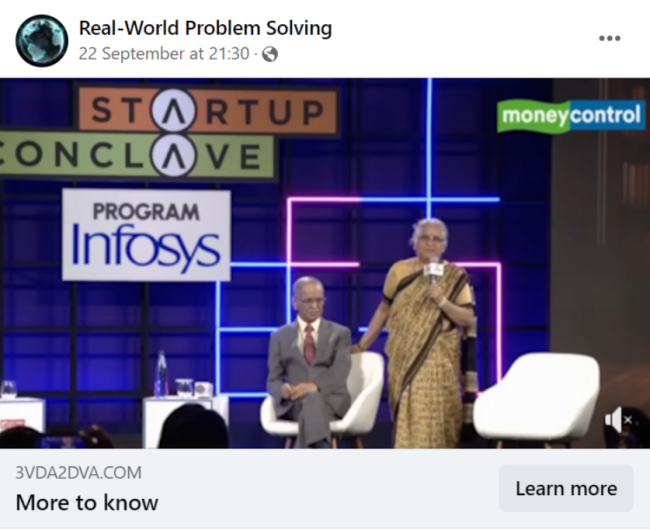 Real-World Problem Solving
22 September at 21:30 ·
STARTUP
CONCLAVE
moneycontrol
PROGRAM
Infosys
3VDA2DVA.COM
More to know
Learn more